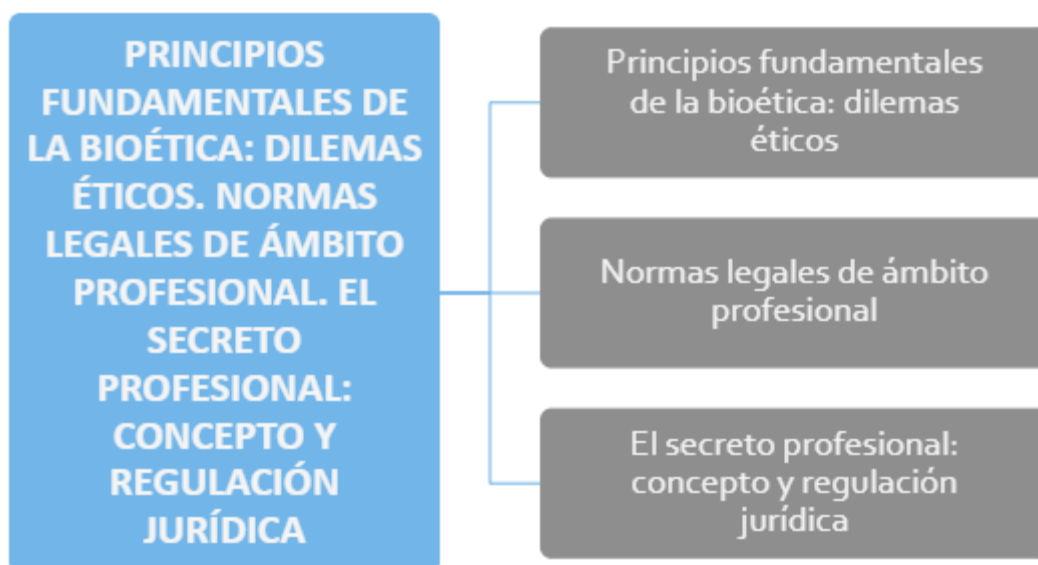 PRINCIPIOS
FUNDAMENTALES DE
LA BIOÉTICA: DILEMAS
ÉTICOS. NORMAS
LEGALES DE ÁMBITO
PROFESIONAL. EL
SECRETO
PROFESIONAL:
CONCEPTO Y
REGULACIÓN
JURÍDICA
Principios fundamentales
de la bioética: dilemas
éticos
Normas legales de ámbito
profesional
El secreto profesional:
concepto y regulación
jurídica